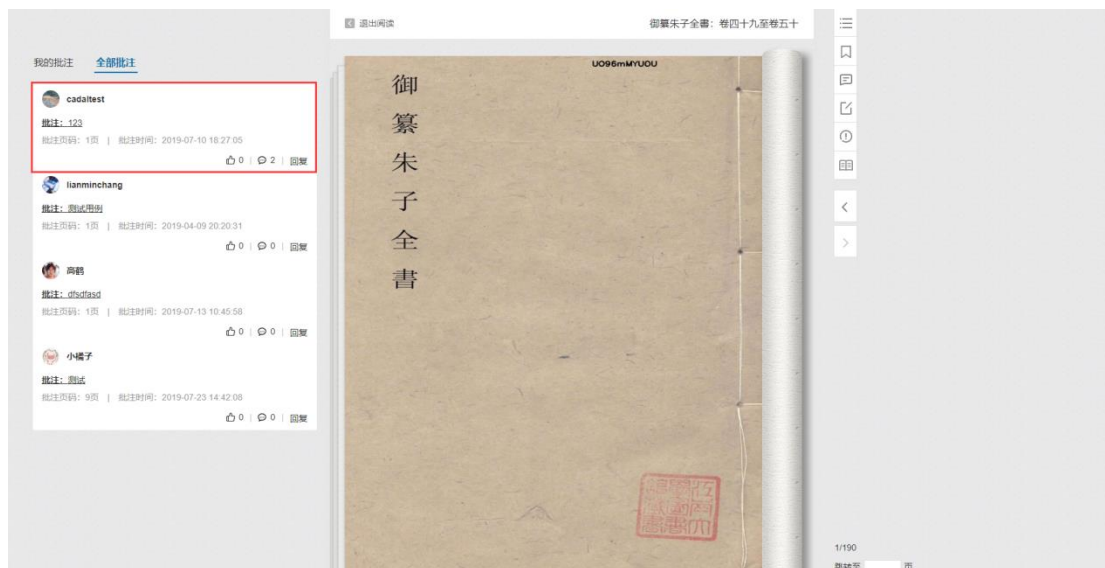 退出阅读
御纂朱子全書：卷四十九至卷五十
我的批注 全部批注
cadaltest
批注：123
批注页码：1页 | 批注时间：2019-07-10 18:27:05
0 | 2 | 回复
lianminchang
批注：测试用例
批注页码：1页 | 批注时间：2019-04-09 20:20:31
0 | 0 | 回复
高鹤
批注：dfsdfasd
批注页码：1页 | 批注时间：2019-07-13 10:45:58
0 | 0 | 回复
小橘子
批注：测试
批注页码：9页 | 批注时间：2019-07-23 14:42:08
0 | 0 | 回复
御纂朱子全書
1/190
跳转至 页